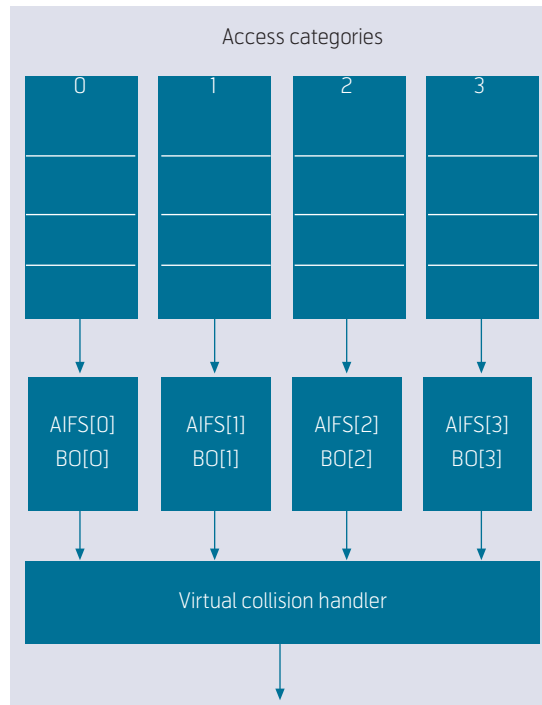 Access categories
0 1 2 3
AIFS[0] AIFS[1] AIFS[2] AIFS[3]
BO[0] BO[1] BO[2] BO[3]
Virtual collision handler